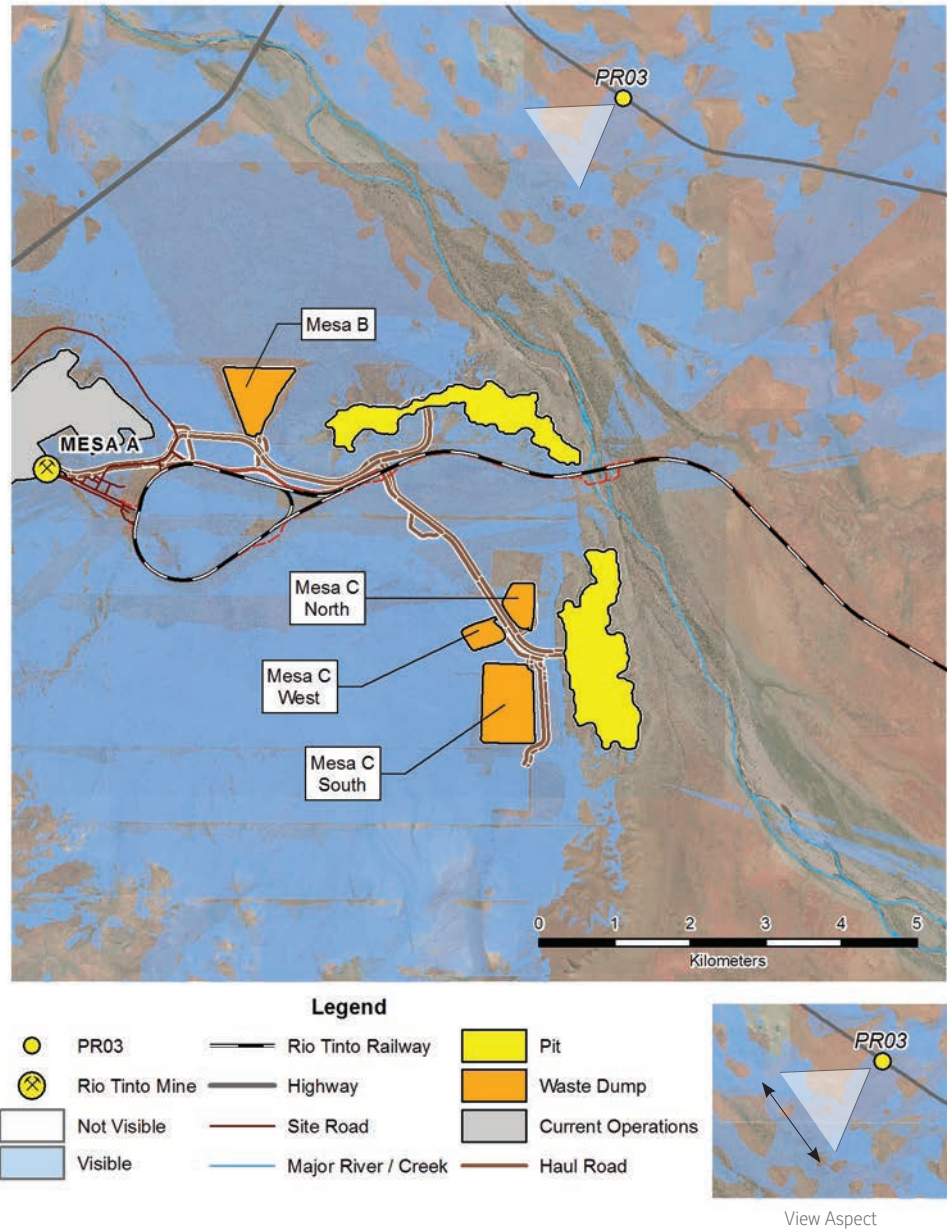 PR03
Mesa B
MESA A
Mesa C
North
Mesa C
West
Mesa C
South
0 1 2 3 4 5
Kilometers
Legend
PR03
Rio Tinto Mine
Not Visible
Visible
Rio Tinto Railway
Highway
Site Road
Major River / Creek
Pit
Waste Dump
Current Operations
Haul Road
PR03
View Aspect